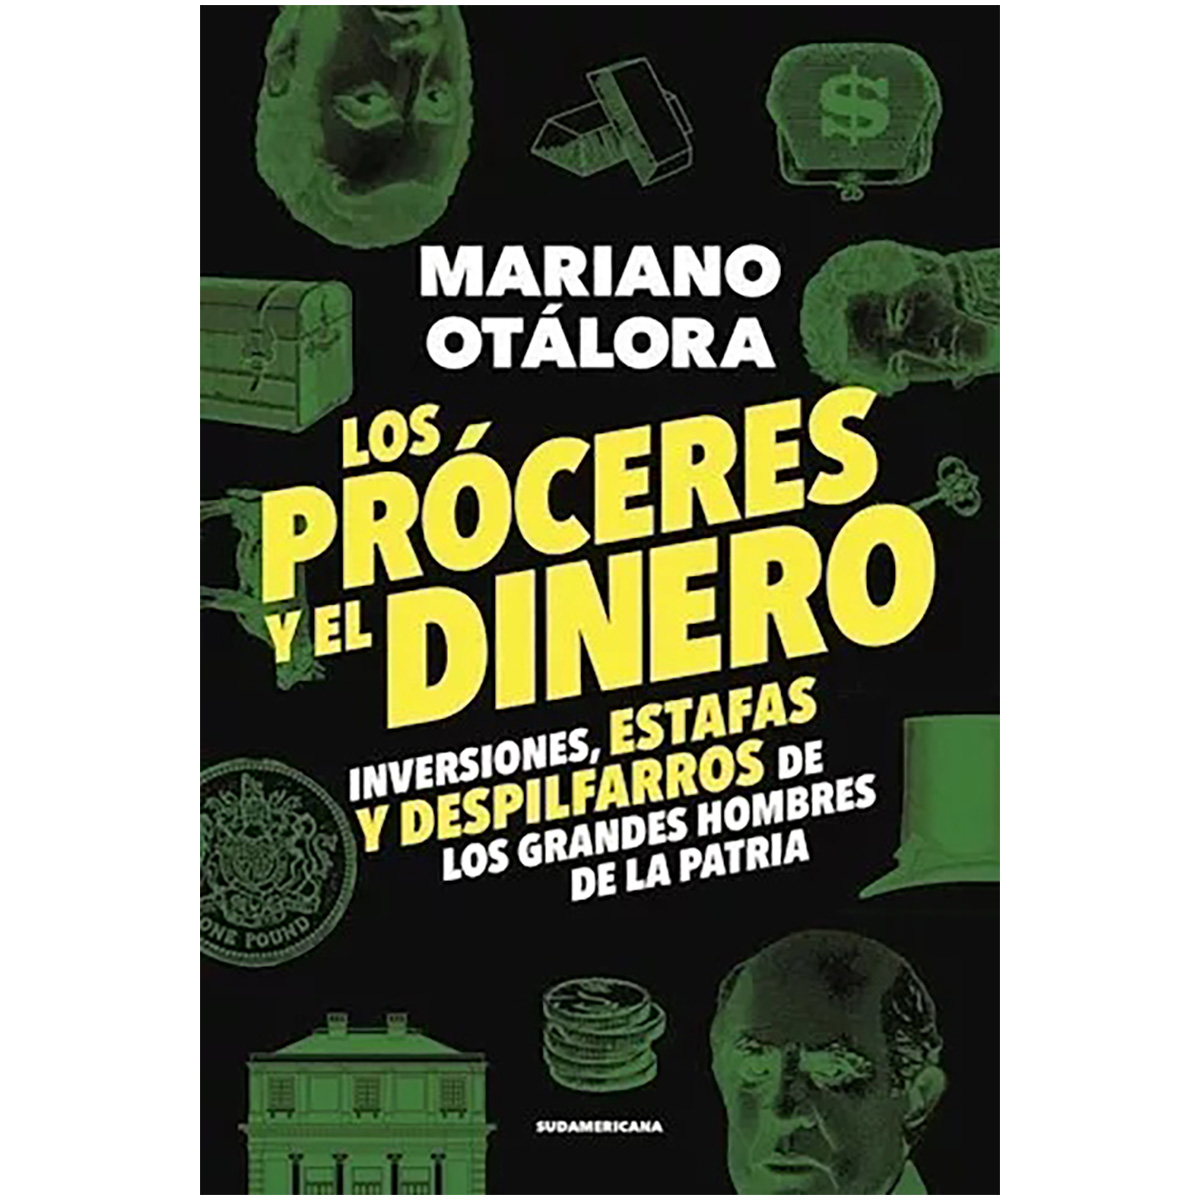 $
MARIANO
OTÁLORA
LOS
PRÓCERES
Y EL DINERO
INVERSIONES, ESTAFAS
Y DESPILFARROS DE
LOS GRANDES HOMBRES
DE LA PATRIA
ONE POUND
SUDAMERICANA